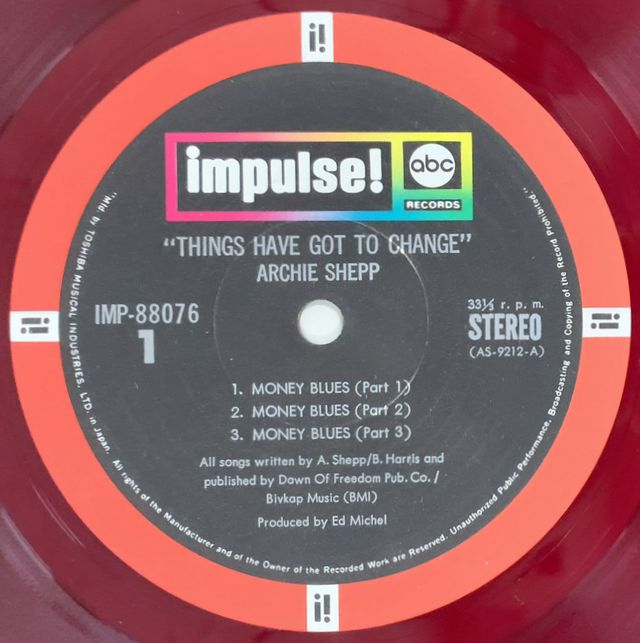 i!
impulse!
abc
RECORDS
"THINGS HAVE GOT TO CHANGE"
ARCHIE SHEPP
IMP-88076
1
33⅓ r. p. m.
STEREO
(AS-9212-A)
i!
i!
1. MONEY BLUES (Part 1)
2. MONEY BLUES (Part 2)
3. MONEY BLUES (Part 3)
All songs written by A. Shepp/B. Harris and
published by Dawn Of Freedom Pub. Co./
Bivkap Music (BMI)
Produced by Ed Michel
"Mfd. by TOSHIBA MUSICAL INDUSTRIES, LTD. in Japan. All rights of the Manufacturer and of the Owner of the Recorded Work are Reserved. Unauthorized Public Performance, Broadcasting and Copying of the Record Prohibited."
i!